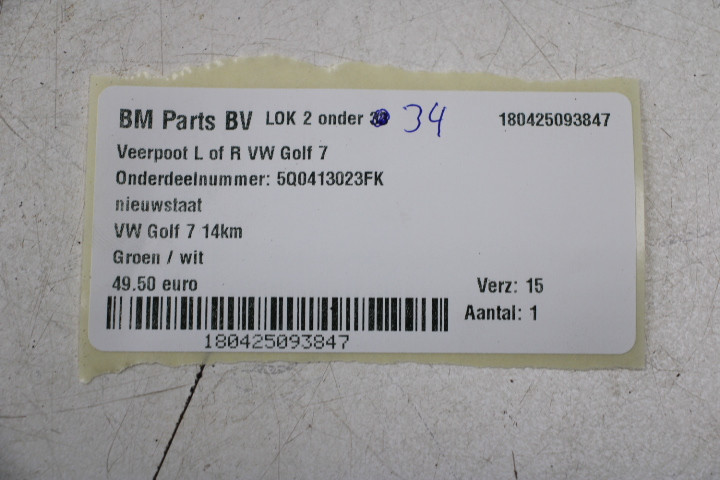 BM Parts BV LOK 2 onder 34 180425093847
Veerpoot L of R VW Golf 7
Onderdeelnummer: 5Q0413023FK
nieuwstaat
VW Golf 7 14km
Groen / wit
49.50 euro Verz: 15
Aantal: 1
180425093847